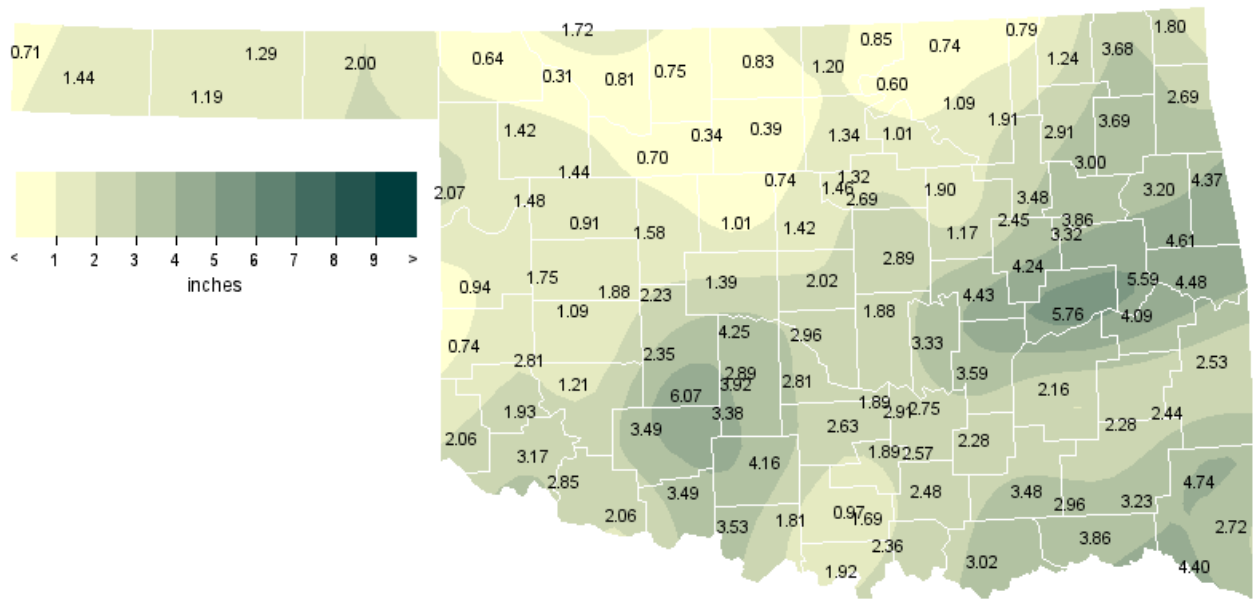 0.71 1.44 1.29 1.19 2.00 0.64 1.72 0.31 0.81 0.75 0.83 1.20 0.85 0.74 0.79 1.24 3.68 1.80
0.60 1.09 1.91 2.91 3.69 2.69
1.42 0.70 0.34 0.39 1.34 1.01 3.00
1.44 0.74 1.46 1.32 2.69 1.90 3.48 3.20 4.37
2.07 1.48 0.91 1.58 1.01 1.42 1.17 2.45 3.86 3.32 4.61
< 1 2 3 4 5 6 7 8 9 >
inches
0.94 1.75 1.88 2.23 1.39 2.02 2.89 4.43 4.24 5.59 4.48
1.09 1.88 5.76 4.09
0.74 2.81 2.35 4.25 2.96 3.33 2.53
1.21 6.07 2.89 3.92 2.81 3.59 2.16
2.06 1.93 3.49 3.38 2.63 1.89 2.91 2.75 2.28 2.28 2.44
3.17 4.16 1.89 2.57
2.85 3.49 2.48 3.48 2.96 3.23 4.74
2.06 3.53 1.81 0.97 1.69 2.36 3.86 2.72
1.92 3.02 4.40